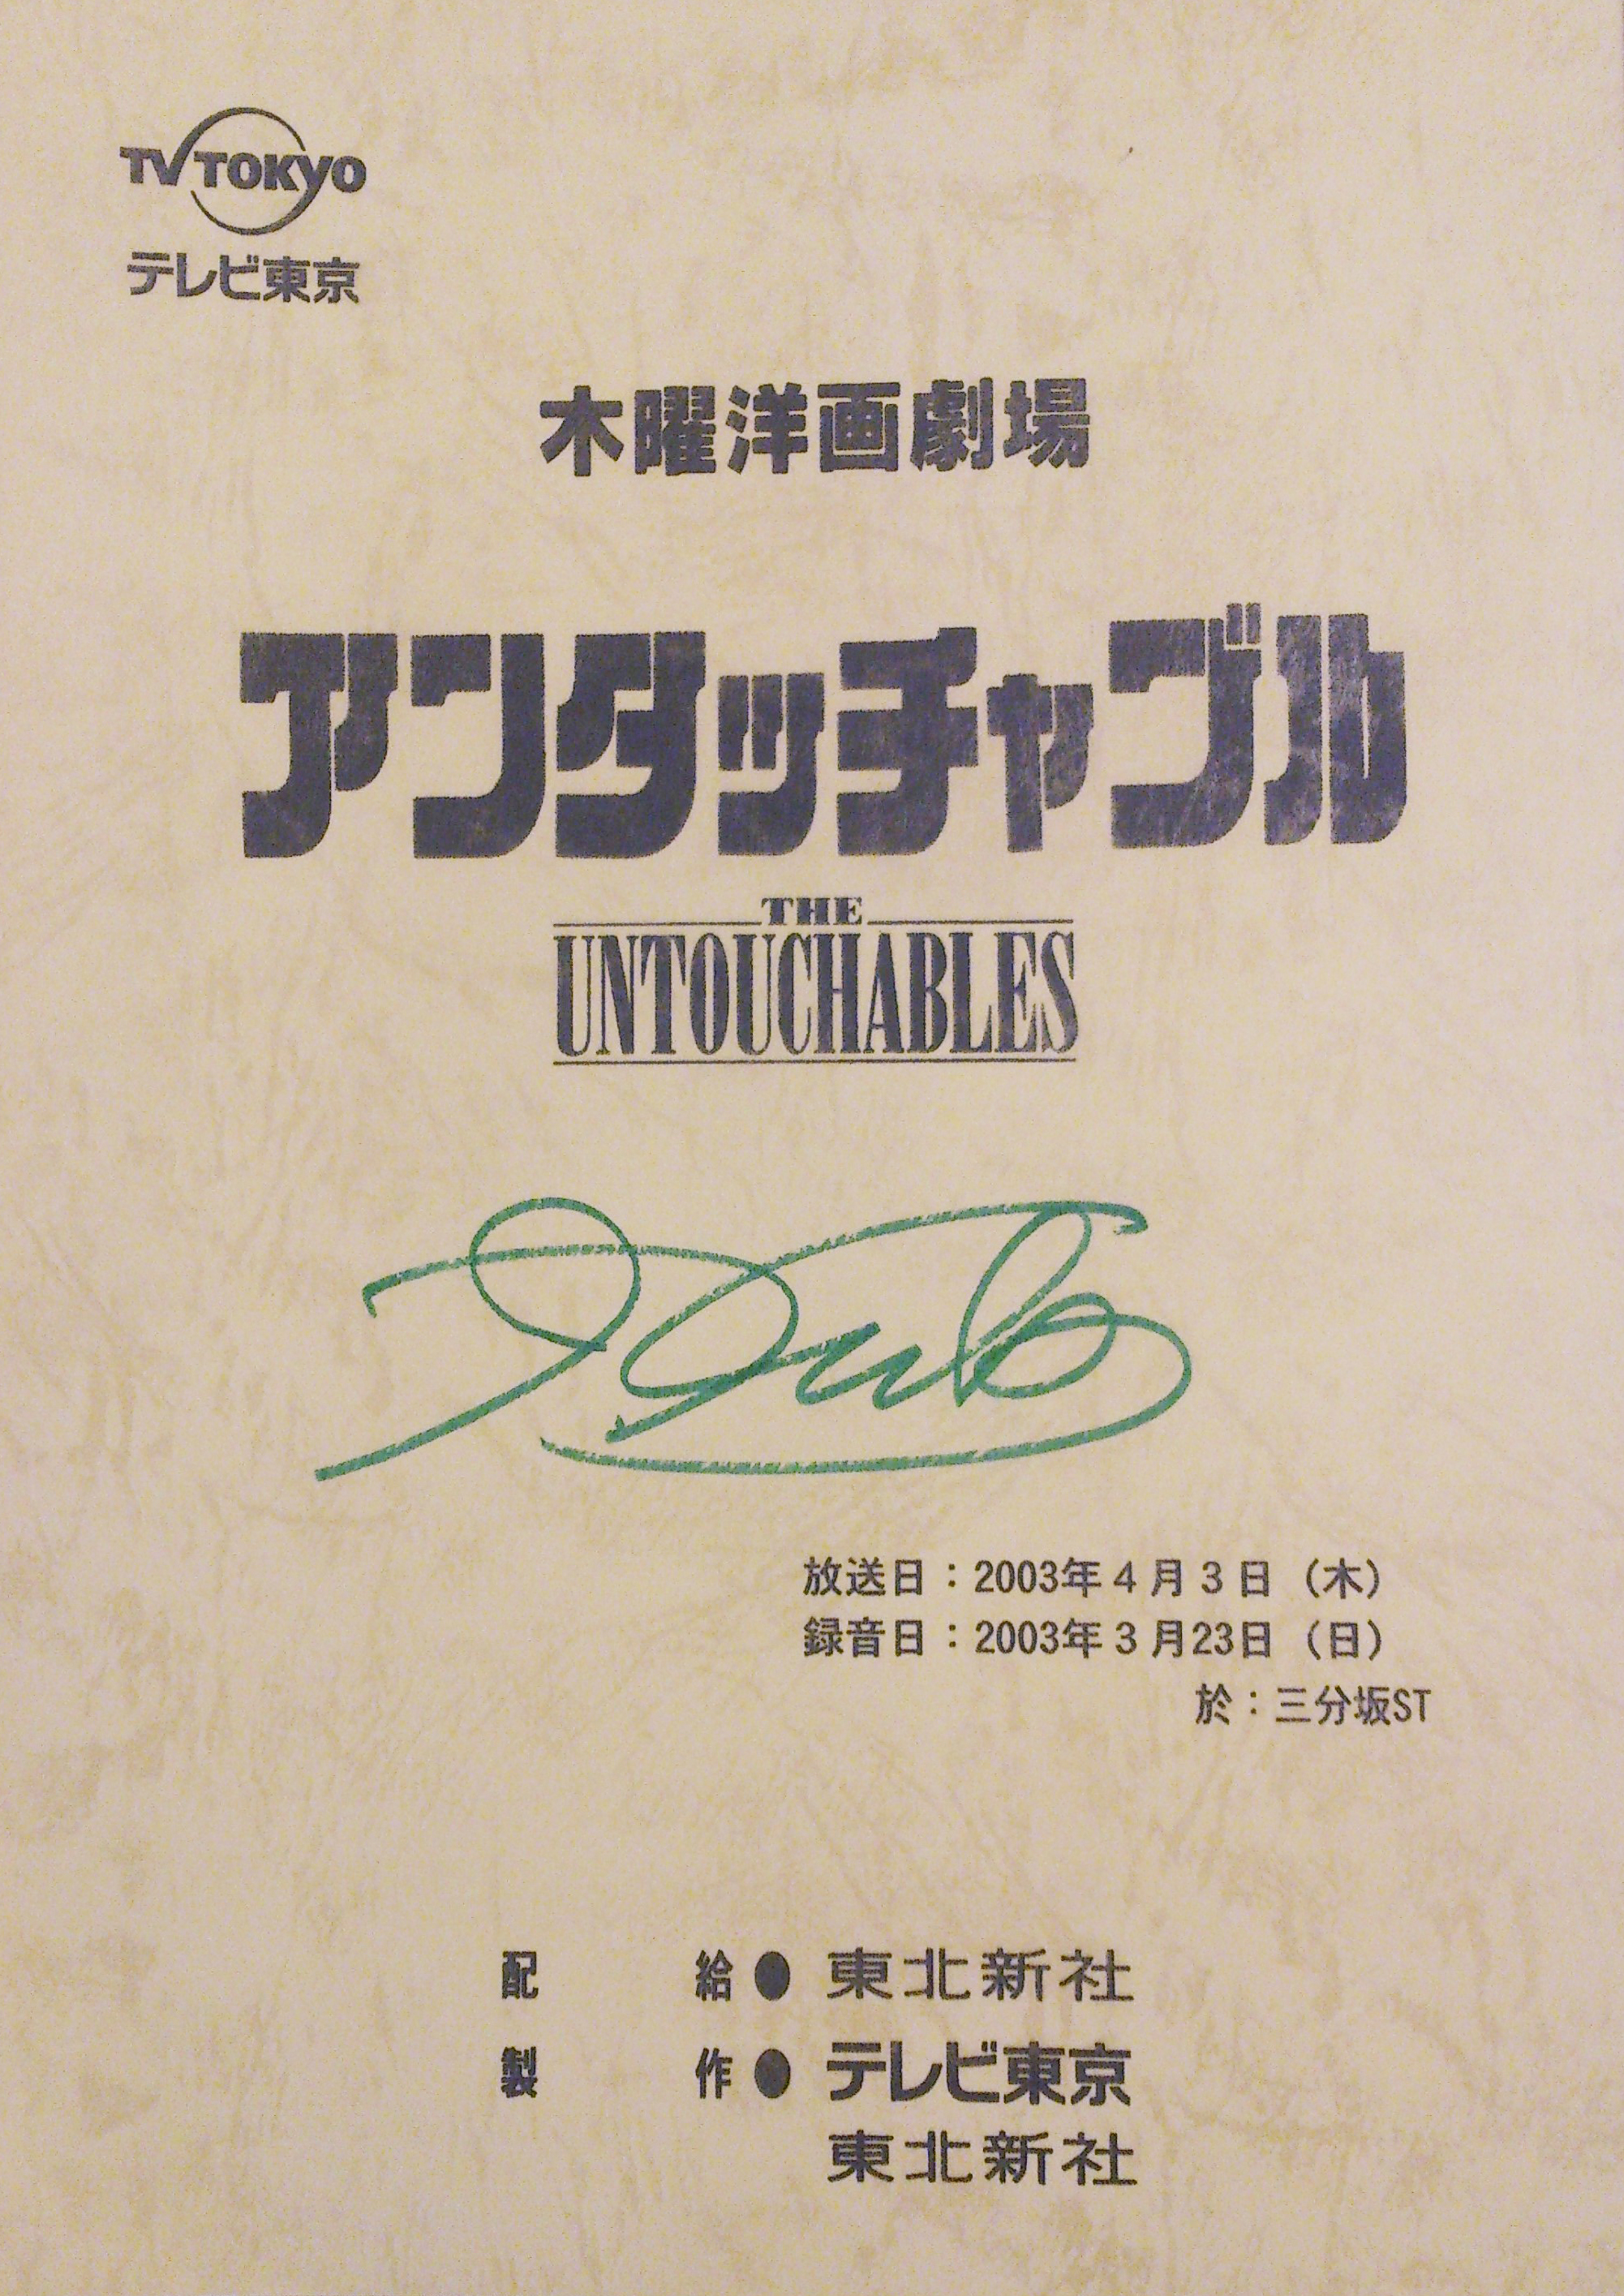 TV TOKYO
テレビ東京
木曜洋画劇場
アンタッチャブル
THE
UNTOUCHABLES
放送日：2003年4月3日（木）
録音日：2003年3月23日（日）
於：三分坂ST
配給●東北新社
製作●テレビ東京
東北新社